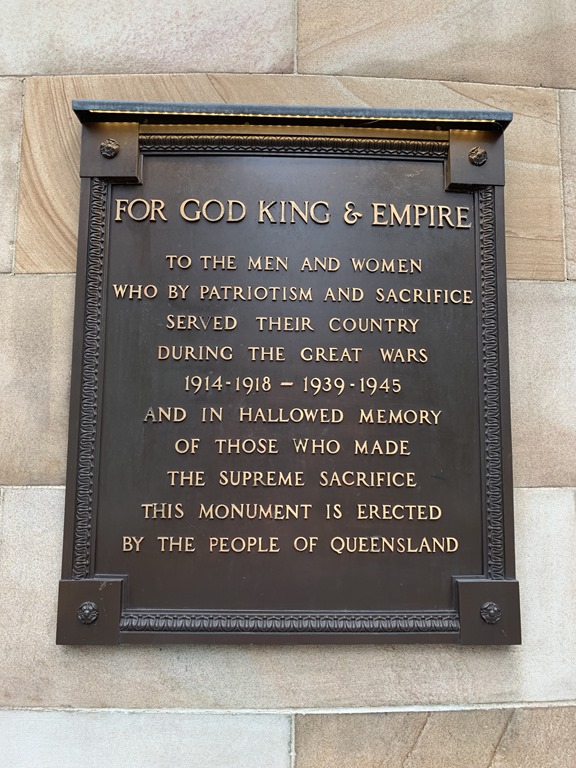 FOR GOD KING & EMPIRE
TO THE MEN AND WOMEN
WHO BY PATRIOTISM AND SACRIFICE
SERVED THEIR COUNTRY
DURING THE GREAT WARS
1914-1918 – 1939-1945
AND IN HALLOWED MEMORY
OF THOSE WHO MADE
THE SUPREME SACRIFICE
THIS MONUMENT IS ERECTED
BY THE PEOPLE OF QUEENSLAND